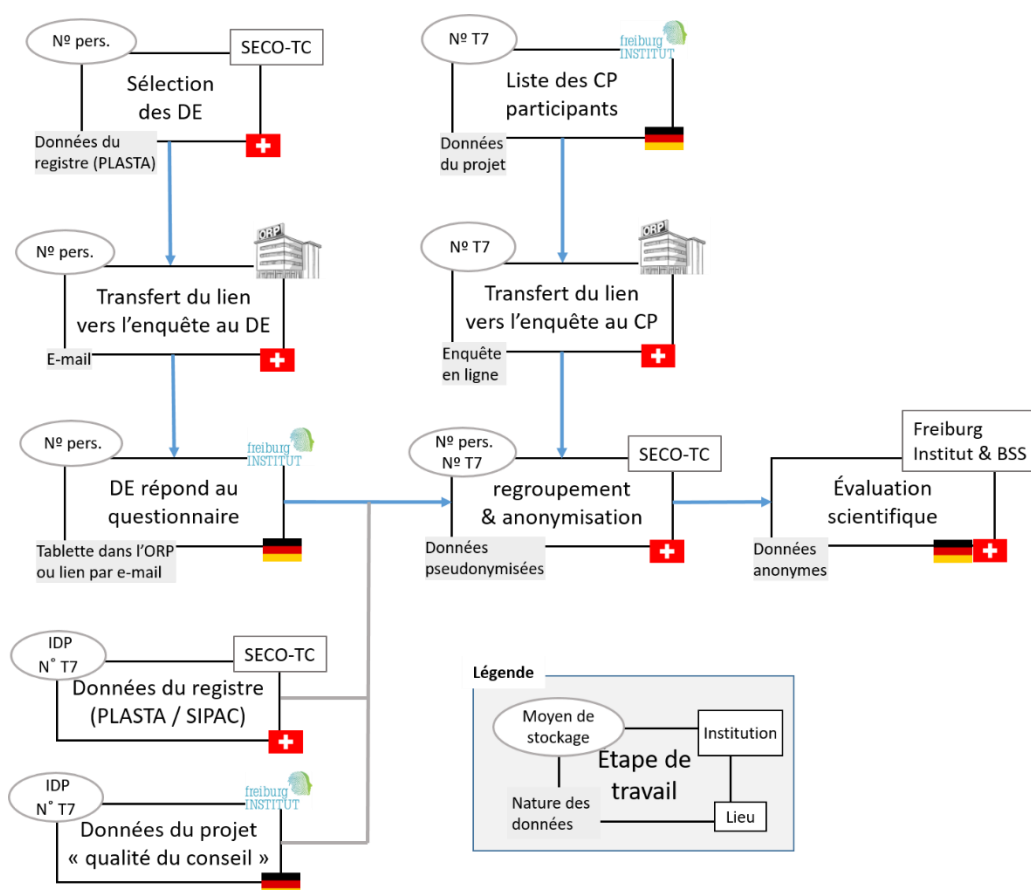 Nº pers.
SECO-TC
Sélection
des DE
Données du
registre (PLASTA)
Nº T7
freiburg
INSTITUT
Liste des CP
participants
Données
du projet
Nº pers.
ORP
Transfert du lien
vers l’enquête au DE
E-mail
Nº T7
ORP
Transfert du lien
vers l’enquête au CP
Enquête
en ligne
Nº pers.
freiburg
INSTITUT
DE répond au
questionnaire
Tablette dans l’ORP
ou lien par e-mail
Nº pers.
Nº T7
SECO-TC
regroupement
& anonymisation
Données
pseudonymisées
Freiburg
Institut & BSS
Évaluation
scientifique
Données
anonymes
IDP
N° T7
SECO-TC
Données du registre
(PLASTA / SIPAC)
IDP
N° T7
freiburg
INSTITUT
Données du projet
« qualité du conseil »
Légende
Moyen de
stockage
Institution
Etape de
travail
Nature des
données
Lieu